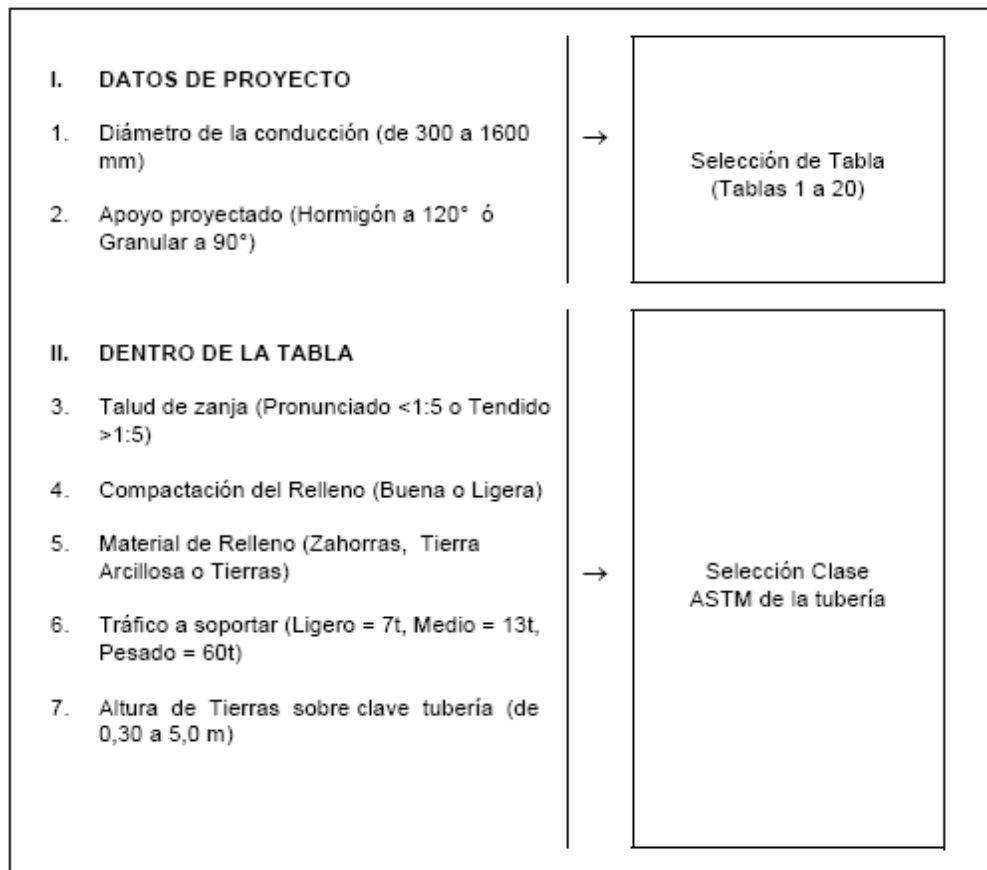 I. DATOS DE PROYECTO
1. Diámetro de la conducción (de 300 a 1600
mm)
2. Apoyo proyectado (Hormigón a 120° ó
Granular a 90°)
→
Selección de Tabla
(Tablas 1 a 20)
II. DENTRO DE LA TABLA
3. Talud de zanja (Pronunciado <1:5 o Tendido
>1:5)
4. Compactación del Relleno (Buena o Ligera)
5. Material de Relleno (Zahorras, Tierra
Arcillosa o Tierras)
6. Tráfico a soportar (Ligero = 7t, Medio = 13t,
Pesado = 60t)
7. Altura de Tierras sobre clave tubería (de
0,30 a 5,0 m)
→
Selección Clase
ASTM de la tubería